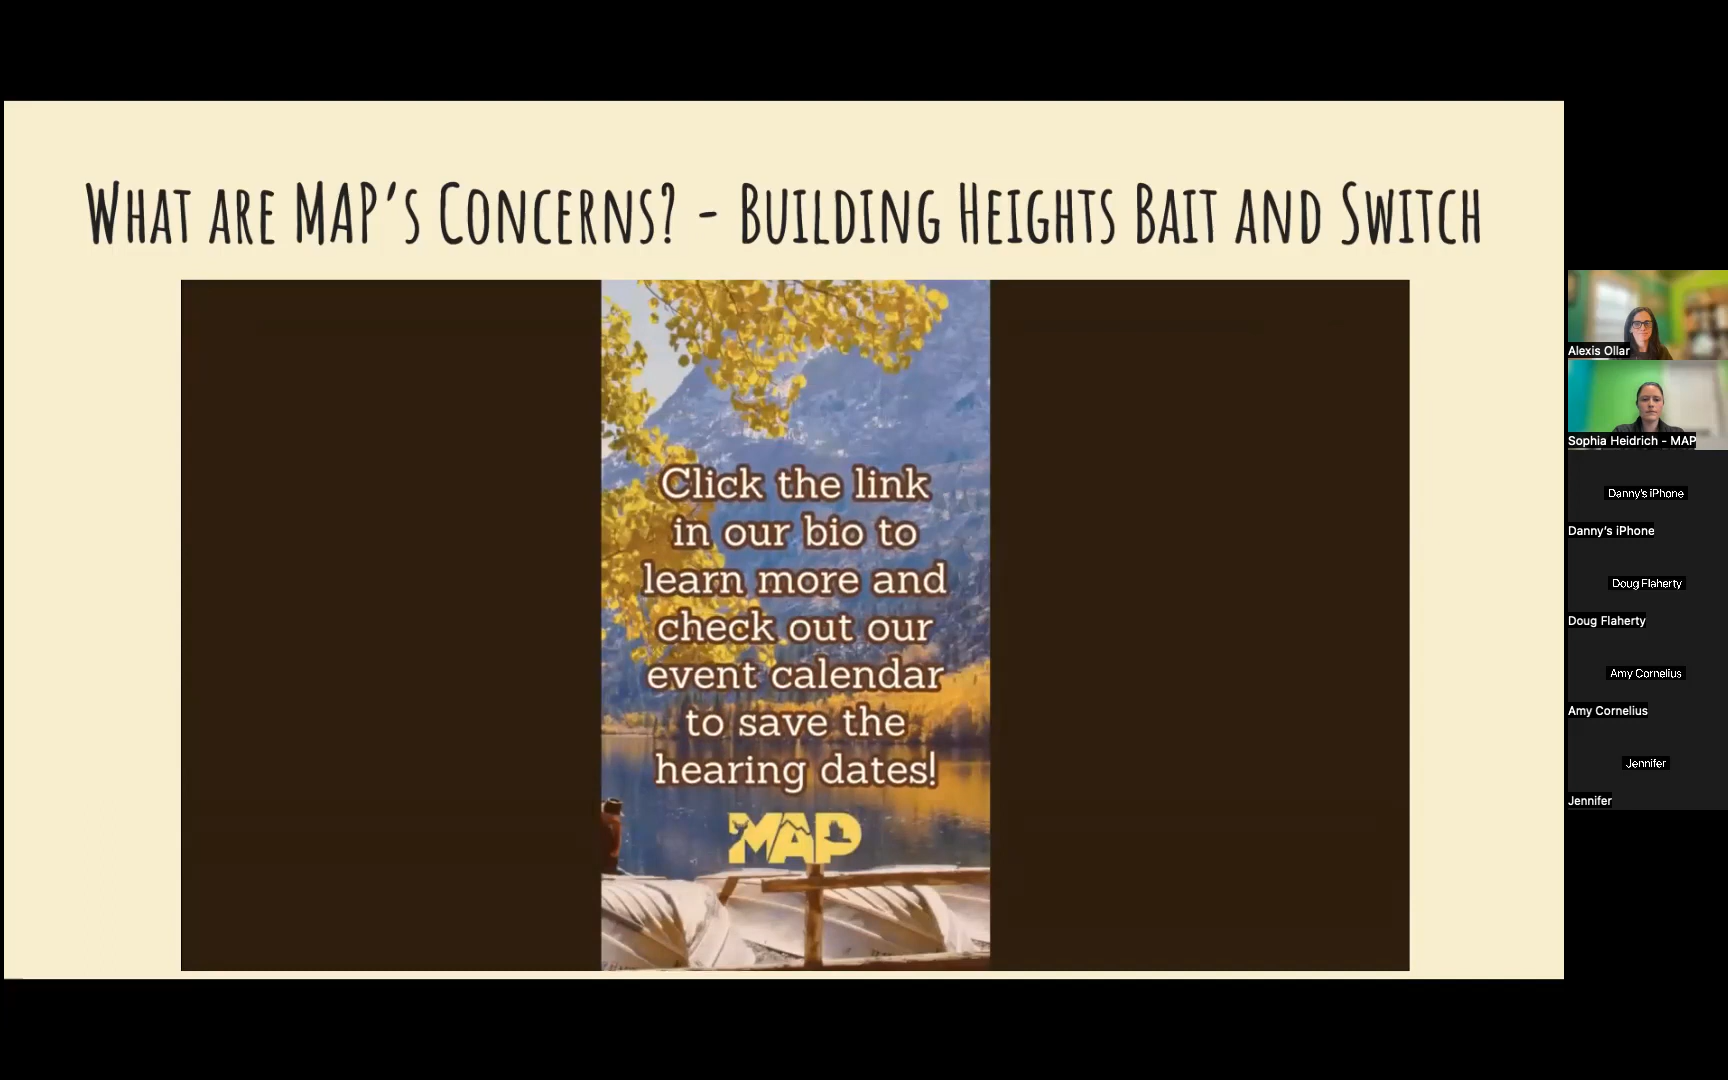 What are MAP's Concerns? - Building Heights Bait and Switch
Click the link
in our bio to
learn more and
check out our
event calendar
to save the
hearing dates!
MAP
Alexis Ollar
Sophia Heidrich - MAP
Danny's iPhone
Danny's iPhone
Doug Flaherty
Doug Flaherty
Amy Cornelius
Amy Cornelius
Jennifer
Jennifer